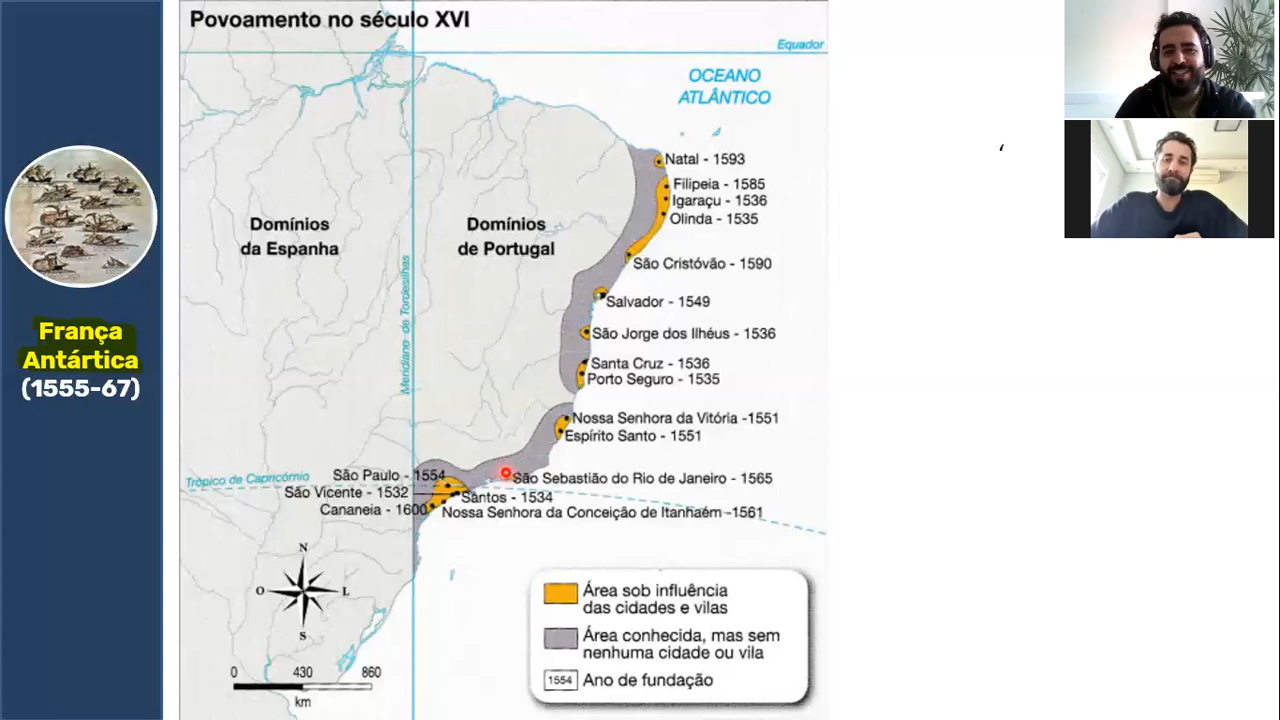 França
Antártica
(1555-67)
Povoamento no século XVI
Equador
OCEANO
ATLÂNTICO
Natal - 1593
Filipeia - 1585
Igaraçu - 1536
Olinda - 1535
Domínios
da Espanha
Domínios
de Portugal
Meridiano de Tordesilhas
São Cristóvão - 1590
Salvador - 1549
São Jorge dos Ilhéus - 1536
Santa Cruz - 1536
Porto Seguro - 1535
Nossa Senhora da Vitória -1551
Espírito Santo - 1551
Trópico de Capricórnio
São Paulo - 1554
São Sebastião do Rio de Janeiro - 1565
São Vicente - 1532
Santos - 1534
Cananeia - 1600
Nossa Senhora da Conceição de Itanhaém -1561
N
O
L
S
0 430 860
km
Área sob influência
das cidades e vilas
Área conhecida, mas sem
nenhuma cidade ou vila
1554 Ano de fundação